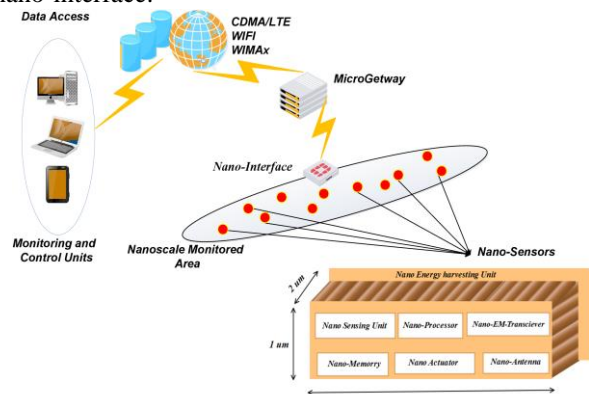 nano-interface.
Data Access
CDMA/LTE
WIFI
WIMAx
MicroGetway
Nano-Interface
Monitoring and
Control Units
Nanoscale Monitored
Area
Nano-Sensors
Nano Energy harvesting Unit
2 um
1 um
Nano Sensing Unit
Nano-Processor
Nano-EM-Transciever
Nano-Memorry
Nano Actuator
Nano-Antenna